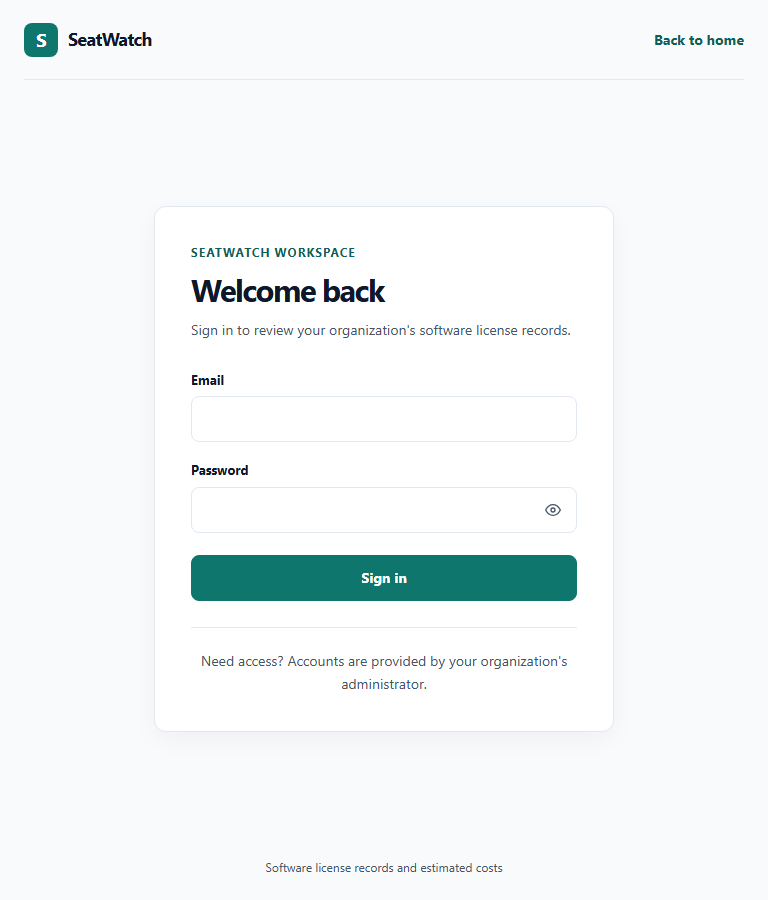 S SeatWatch
Back to home
SEATWATCH WORKSPACE
Welcome back
Sign in to review your organization's software license records.
Email
Password
Sign in
Need access? Accounts are provided by your organization's
administrator.
Software license records and estimated costs